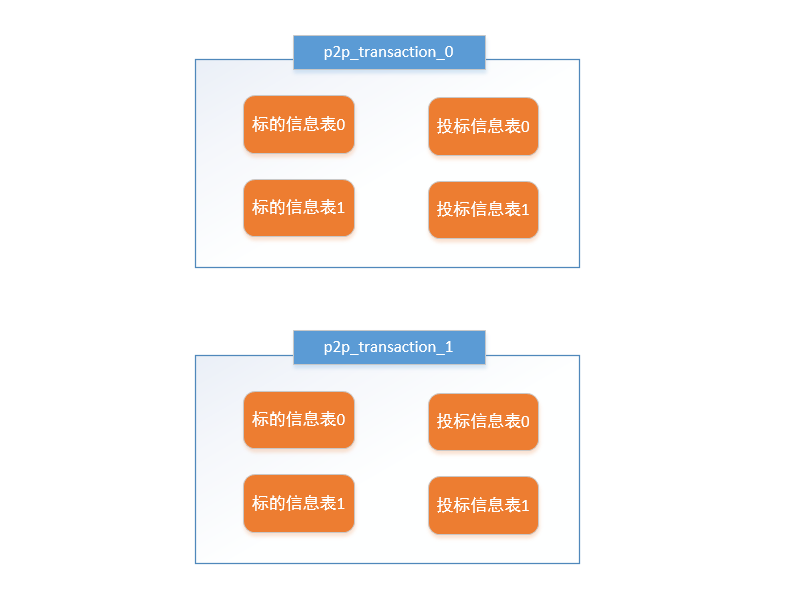 p2p_transaction_0
标的信息表0
投标信息表0
标的信息表1
投标信息表1
p2p_transaction_1
标的信息表0
投标信息表0
标的信息表1
投标信息表1